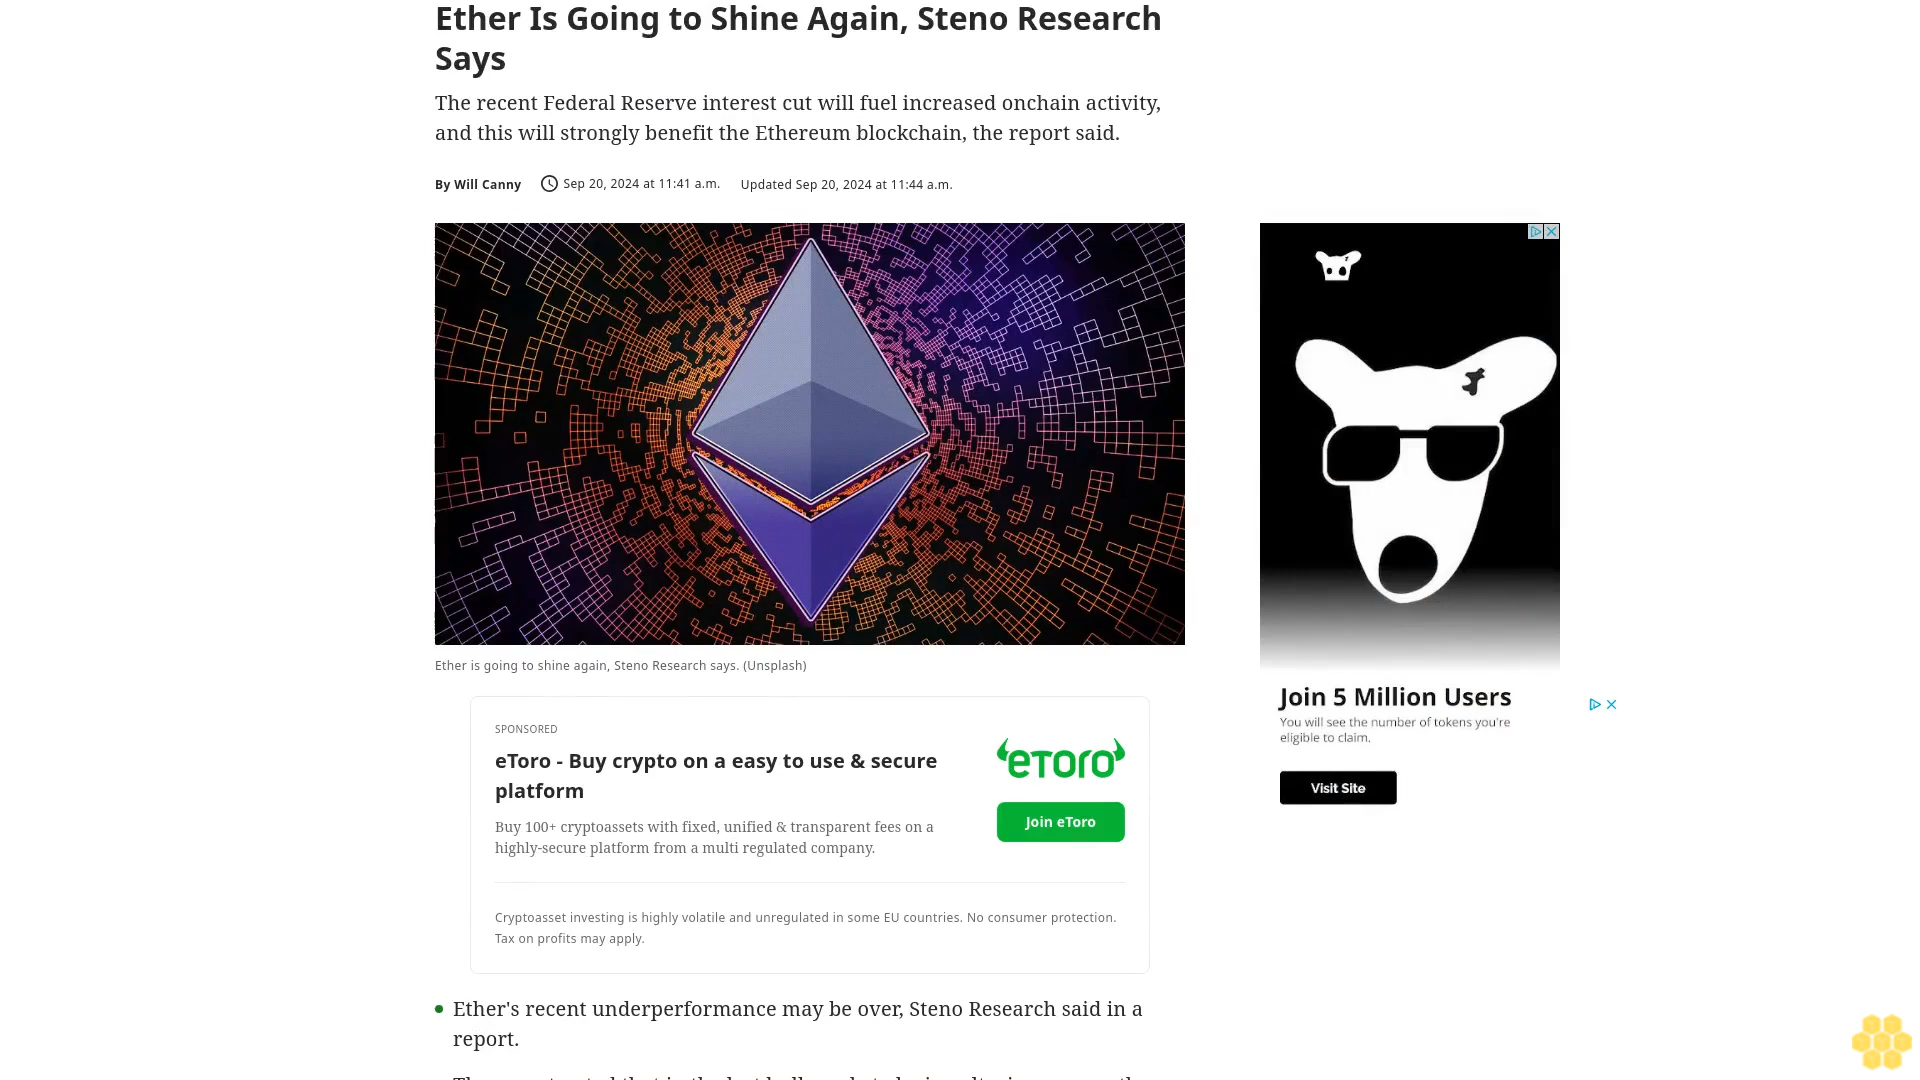 Ether Is Going to Shine Again, Steno Research
Says
The recent Federal Reserve interest cut will fuel increased onchain activity,
and this will strongly benefit the Ethereum blockchain, the report said.
By Will Canny Sep 20, 2024 at 11:41 a.m. Updated Sep 20, 2024 at 11:44 a.m.
Ether is going to shine again, Steno Research says. (Unsplash)
SPONSORED
eToro - Buy crypto on a easy to use & secure
platform
Buy 100+ cryptoassets with fixed, unified & transparent fees on a
highly-secure platform from a multi regulated company.
eToro
Join eToro
Cryptoasset investing is highly volatile and unregulated in some EU countries. No consumer protection.
Tax on profits may apply.
Ether's recent underperformance may be over, Steno Research said in a
report.
Join 5 Million Users
You will see the number of tokens you're
eligible to claim.
Visit Site